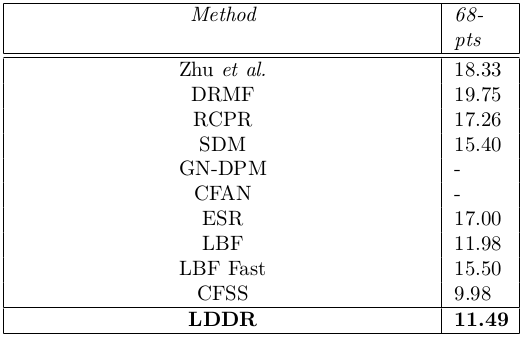 Method 68-
pts
Zhu et al. 18.33
DRMF 19.75
RCPR 17.26
SDM 15.40
GN-DPM -
CFAN -
ESR 17.00
LBF 11.98
LBF Fast 15.50
CFSS 9.98
LDDR 11.49